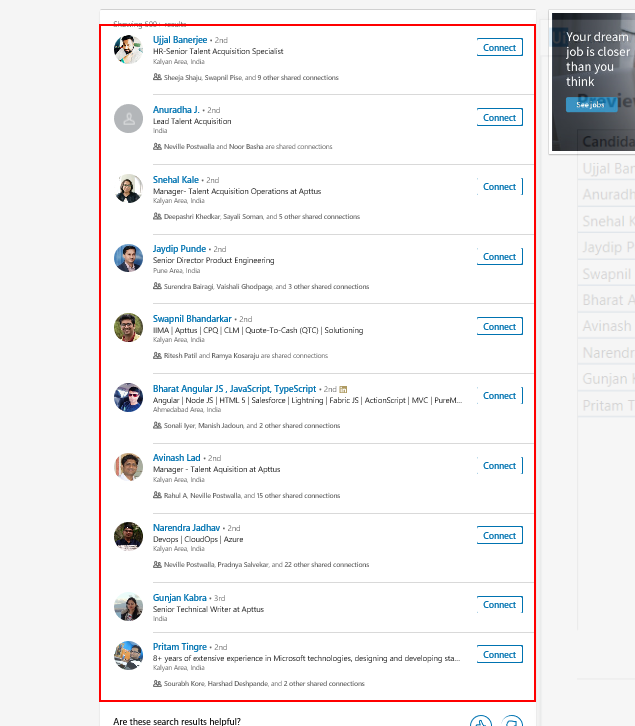 Showing 600+ results
Ujjal Banerjee • 2nd
HR-Senior Talent Acquisition Specialist
Kalyan Area, India
Sheeja Shaju, Swapnil Pise, and 9 other shared connections
Connect
Anuradha J. • 2nd
Lead Talent Acquisition
India
Neville Postwalla and Noor Basha are shared connections
Connect
Snehal Kale • 2nd
Manager- Talent Acquisition Operations at Apttus
Kalyan Area, India
Deepashri Khedkar, Sayali Soman, and 5 other shared connections
Connect
Jaydip Punde • 2nd
Senior Director Product Engineering
Pune Area, India
Surendra Bairagi, Vaishali Ghodpage, and 3 other shared connections
Connect
Swapnil Bhandarkar • 2nd
IIMA | Apttus | CPQ | CLM | Quote-To-Cash (QTC) | Solutioning
Kalyan Area, India
Ritesh Patil and Ramya Kosaraju are shared connections
Connect
Bharat Angular JS , JavaScript, TypeScript • 2nd
Angular | Node JS | HTML 5 | Salesforce | Lightning | Fabric JS | ActionScript | MVC | PureM...
Ahmedabad Area, India
Sonali Iyer, Manish Jadoun, and 2 other shared connections
Connect
Avinash Lad • 2nd
Manager - Talent Aquisition at Apttus
Kalyan Area, India
Rahul A, Neville Postwalla, and 15 other shared connections
Connect
Narendra Jadhav • 2nd
Devops | CloudOps | Azure
Kalyan Area, India
Neville Postwalla, Pradnya Salvekar, and 22 other shared connections
Connect
Gunjan Kabra • 3rd
Senior Technical Writer at Apttus
India
Connect
Pritam Tingre • 2nd
8+ years of extensive experience in Microsoft technologies, designing and developing sta...
Kalyan Area, India
Sourabh Kore, Harshad Deshpande, and 2 other shared connections
Connect
Are these search results helpful?
Your dream
job is closer
than you
think
See jobs
Preview
Candida
Ujjal Bar
Anuradh
Snehal K
Jaydip P
Swapnil
Bharat A
Avinash
Narendr
Gunjan K
Pritam T